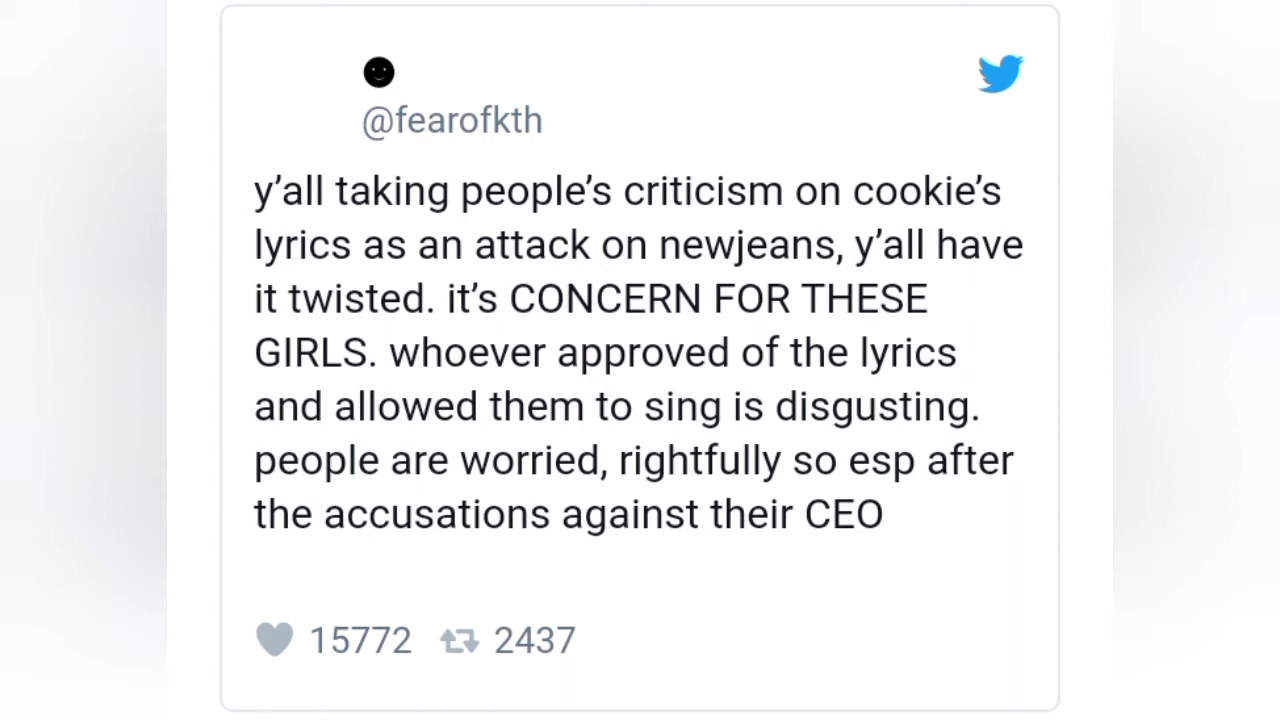 @fearofkth
y’all taking people’s criticism on cookie’s
lyrics as an attack on newjeans, y’all have
it twisted. it’s CONCERN FOR THESE
GIRLS. whoever approved of the lyrics
and allowed them to sing is disgusting.
people are worried, rightfully so esp after
the accusations against their CEO
15772 2437